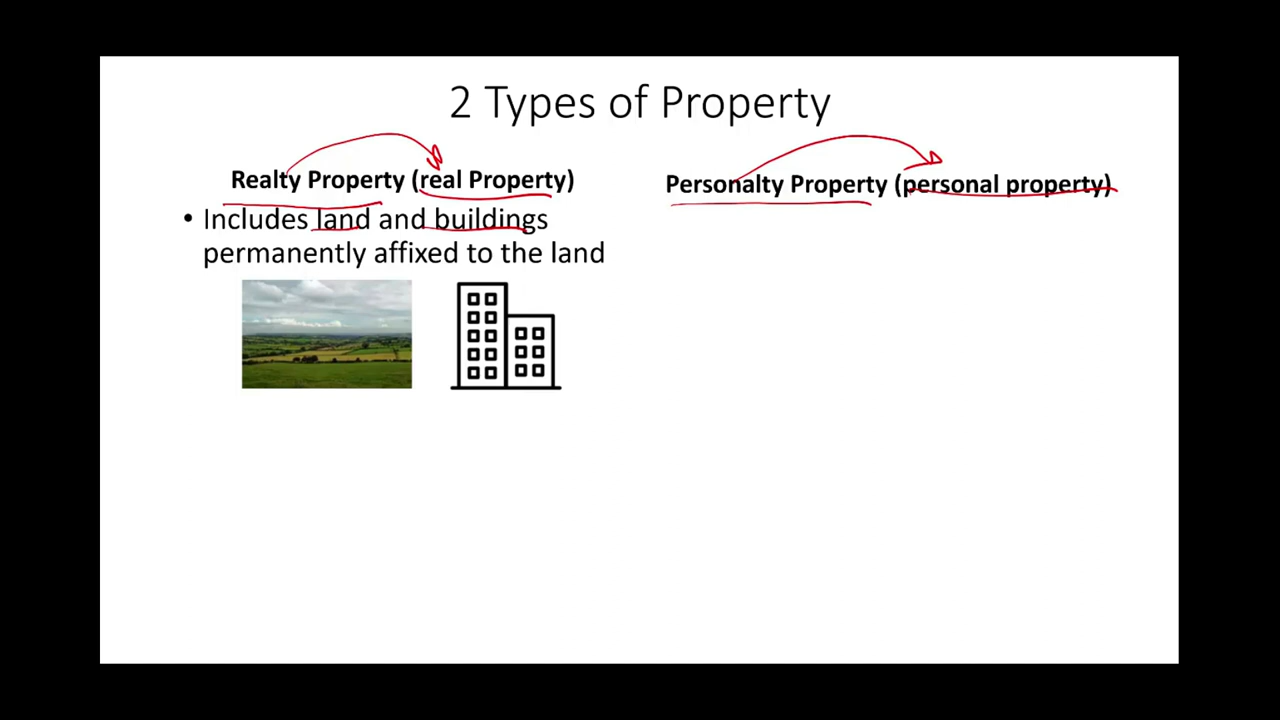 2 Types of Property
Realty Property (real Property)
• Includes land and buildings
permanently affixed to the land
Personalty Property (personal property)